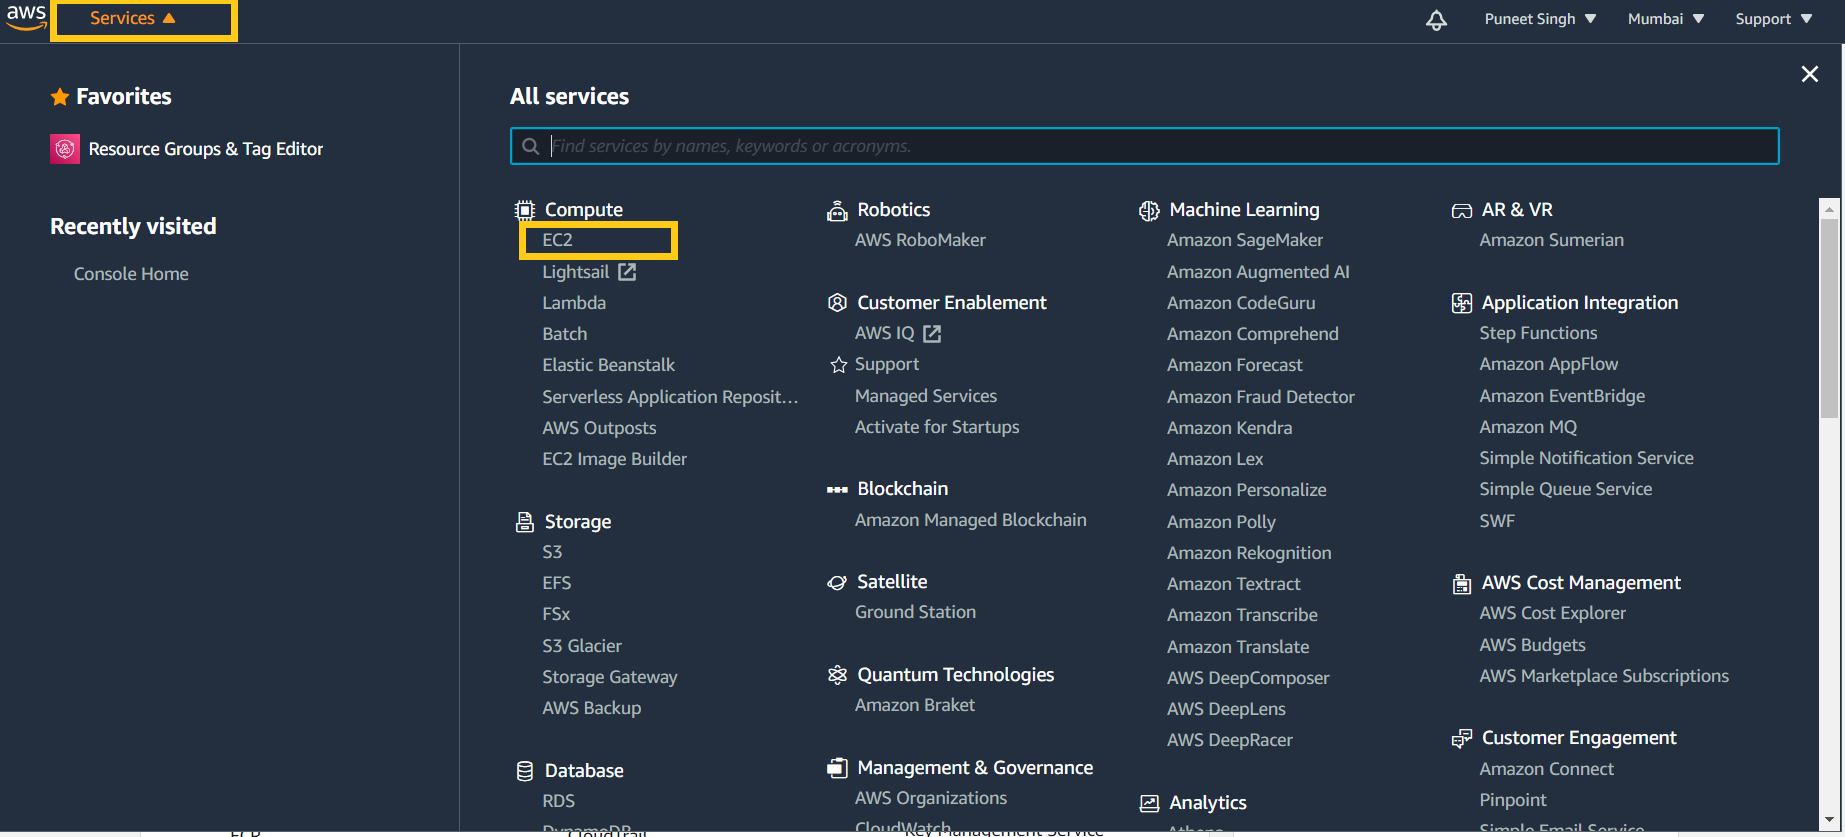 aws
Services
Puneet Singh
Mumbai
Support
Favorites
Resource Groups & Tag Editor
Recently visited
Console Home
All services
Find services by names, keywords or acronyms.
Compute
EC2
Lightsail
Lambda
Batch
Elastic Beanstalk
Serverless Application Reposit...
AWS Outposts
EC2 Image Builder
Storage
S3
EFS
FSx
S3 Glacier
Storage Gateway
AWS Backup
Database
RDS
DynamoDB
Robotics
AWS RoboMaker
Customer Enablement
AWS IQ
Support
Managed Services
Activate for Startups
Blockchain
Amazon Managed Blockchain
Satellite
Ground Station
Quantum Technologies
Amazon Braket
Management & Governance
AWS Organizations
CloudWatch
Machine Learning
Amazon SageMaker
Amazon Augmented AI
Amazon CodeGuru
Amazon Comprehend
Amazon Forecast
Amazon Fraud Detector
Amazon Kendra
Amazon Lex
Amazon Personalize
Amazon Polly
Amazon Rekognition
Amazon Textract
Amazon Transcribe
Amazon Translate
AWS DeepComposer
AWS DeepLens
AWS DeepRacer
Analytics
Athena
AR & VR
Amazon Sumerian
Application Integration
Step Functions
Amazon AppFlow
Amazon EventBridge
Amazon MQ
Simple Notification Service
Simple Queue Service
SWF
AWS Cost Management
AWS Cost Explorer
AWS Budgets
AWS Marketplace Subscriptions
Customer Engagement
Amazon Connect
Pinpoint
Simple Email Service
CloudTrail
Key Management Service